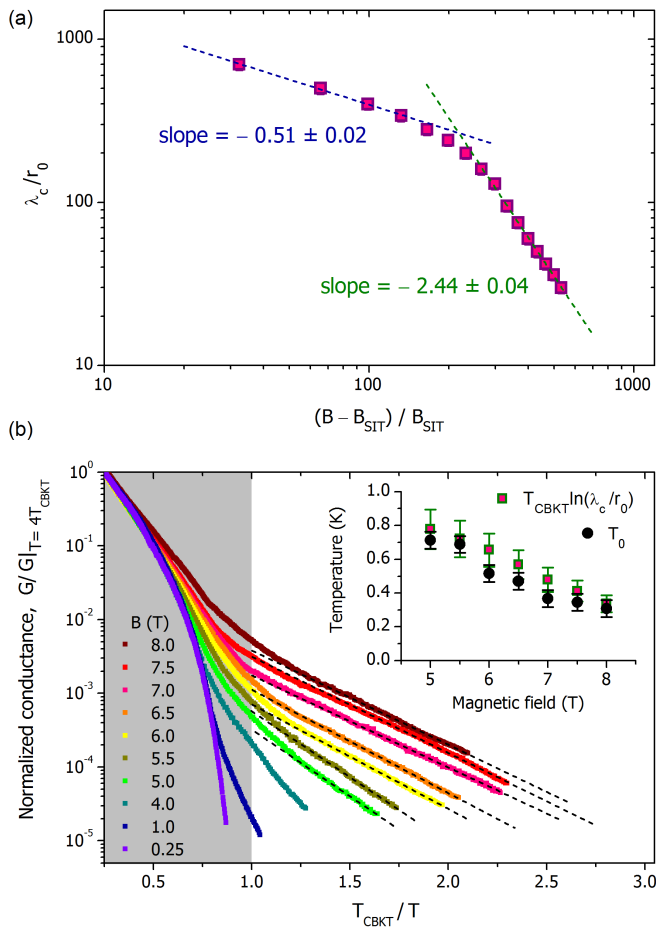 (a)
1000
100
10
λc/r0
slope = – 0.51 ± 0.02
slope = – 2.44 ± 0.04
10 100 1000
(B – BSIT) / BSIT
(b)
Normalized conductance, G/G|T = 4TCBKT
10^0
10^-1
10^-2
10^-3
10^-4
10^-5
B (T)
8.0
7.5
7.0
6.5
6.0
5.5
5.0
4.0
1.0
0.25
0.5 1.0 1.5 2.0 2.5 3.0
TCBKT/T
TCBKTln(λc/r0)
T0
Temperature (K)
1.0
0.8
0.6
0.4
0.2
0.0
5 6 7 8
Magnetic field (T)